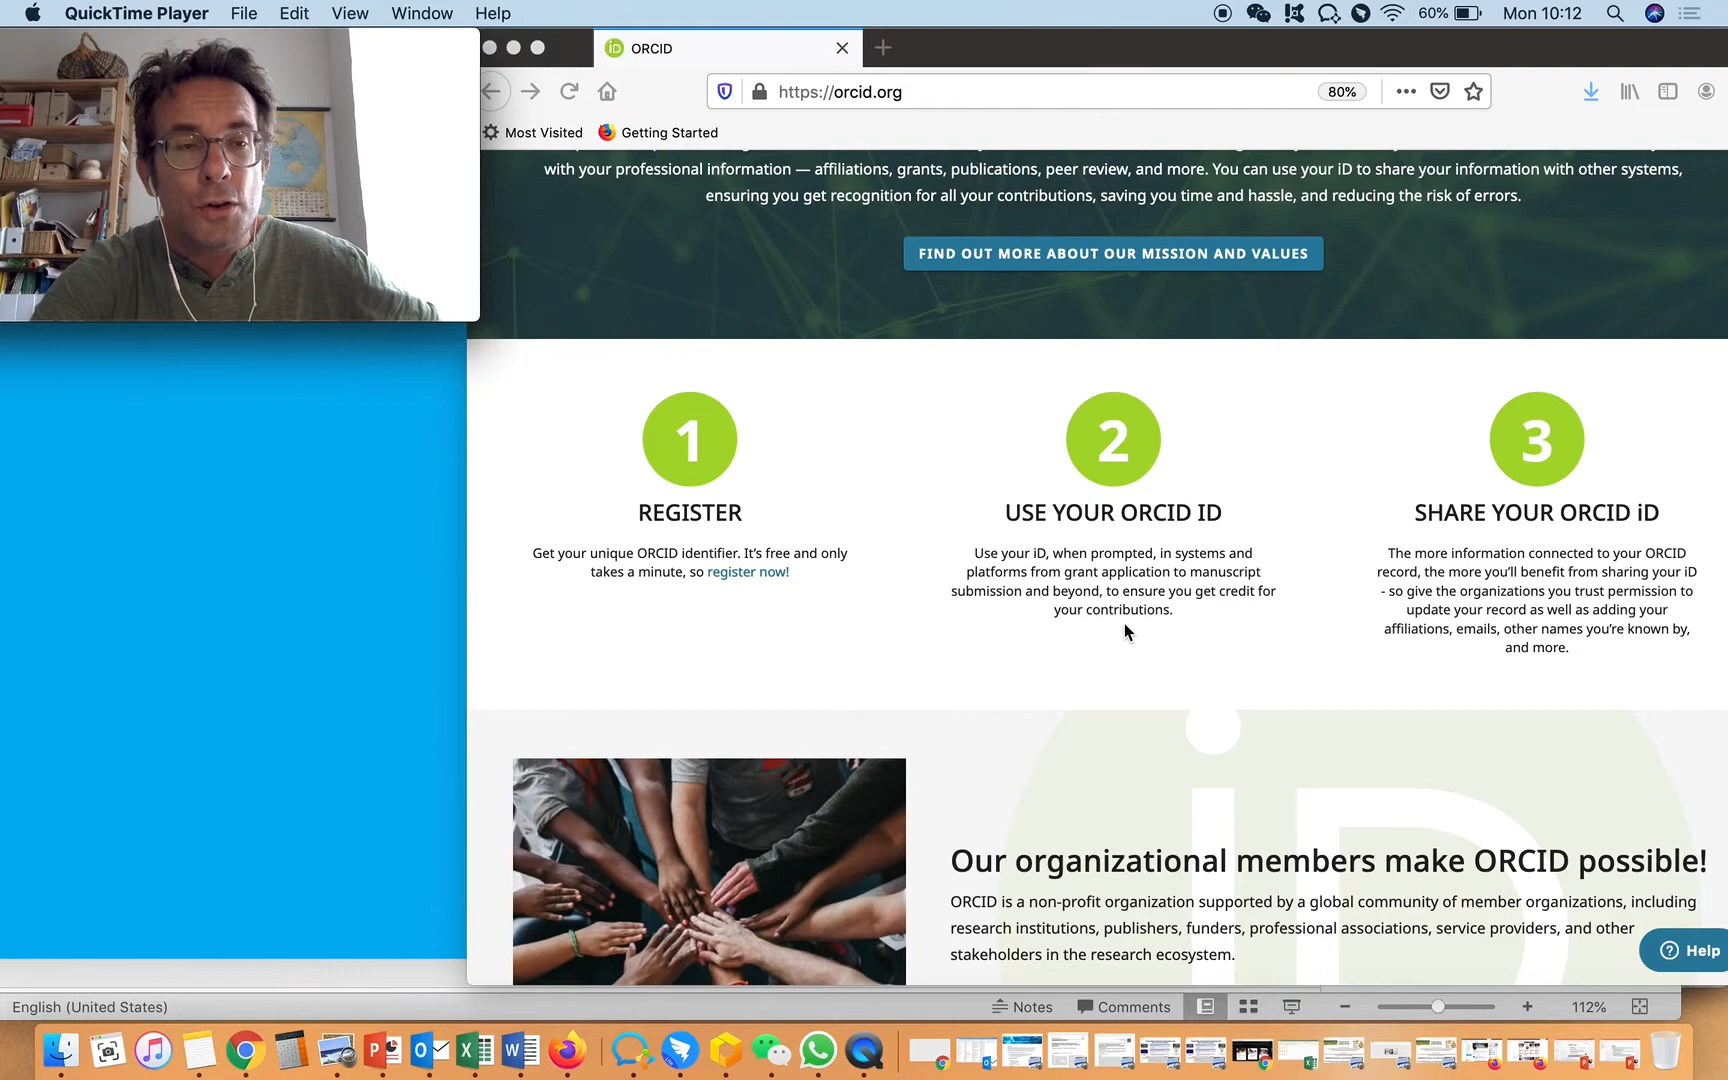 QuickTime Player File Edit View Window Help 60% Mon 10:12
iD ORCID
https://orcid.org 80%
Most Visited Getting Started
with your professional information — affiliations, grants, publications, peer review, and more. You can use your iD to share your information with other systems,
ensuring you get recognition for all your contributions, saving you time and hassle, and reducing the risk of errors.
FIND OUT MORE ABOUT OUR MISSION AND VALUES
1
REGISTER
Get your unique ORCID identifier. It's free and only
takes a minute, so register now!
2
USE YOUR ORCID ID
Use your iD, when prompted, in systems and
platforms from grant application to manuscript
submission and beyond, to ensure you get credit for
your contributions.
3
SHARE YOUR ORCID iD
The more information connected to your ORCID
record, the more you'll benefit from sharing your iD
- so give the organizations you trust permission to
update your record as well as adding your
affiliations, emails, other names you're known by,
and more.
iD
Our organizational members make ORCID possible!
ORCID is a non-profit organization supported by a global community of member organizations, including
research institutions, publishers, funders, professional associations, service providers, and other
stakeholders in the research ecosystem.
Help
English (United States) Notes Comments 112%